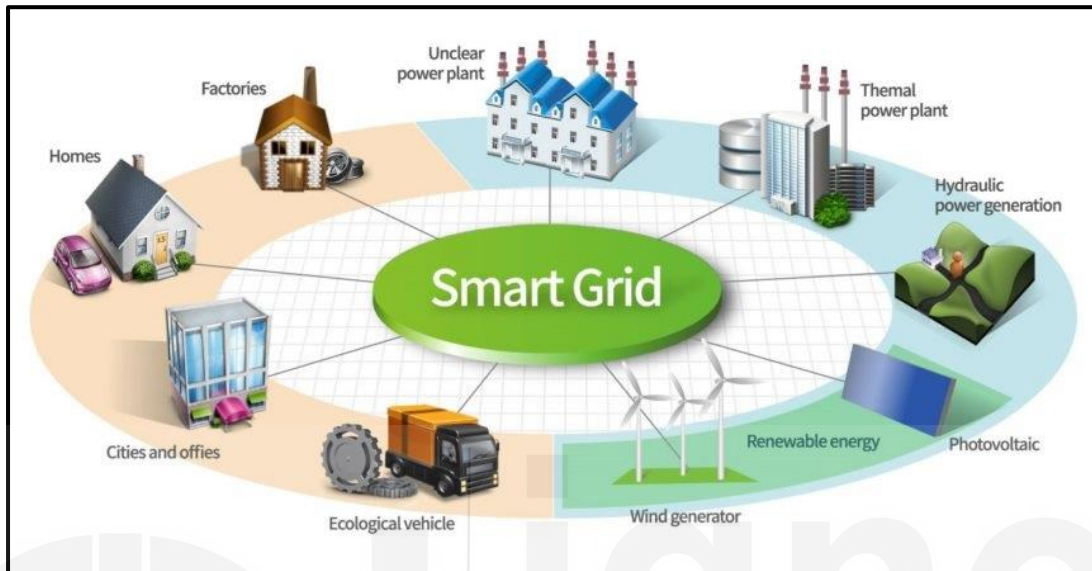 Unclear
power plant
Factories
Themal
power plant
Homes
Hydraulic
power generation
Smart Grid
Renewable energy
Photovoltaic
Cities and offies
Ecological vehicle
Wind generator